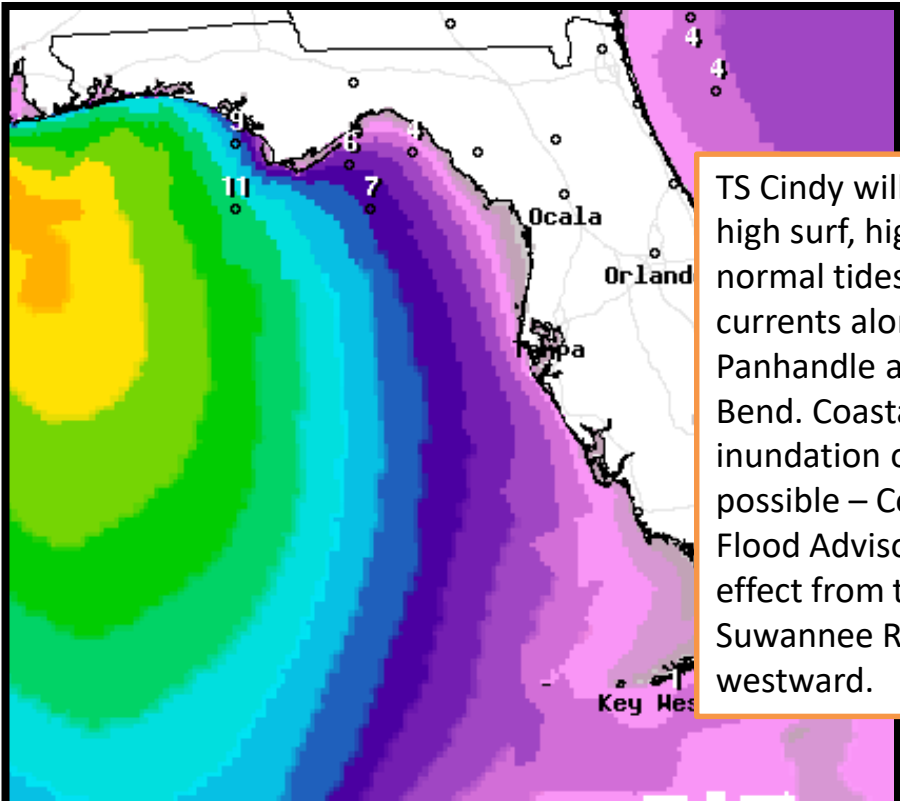 4
4
9
6
4
11
7
Ocala
Orland
Tampa
Key Wes
TS Cindy wil
high surf, hig
normal tides
currents alon
Panhandle a
Bend. Coasta
inundation o
possible – Co
Flood Adviso
effect from t
Suwannee R
westward.